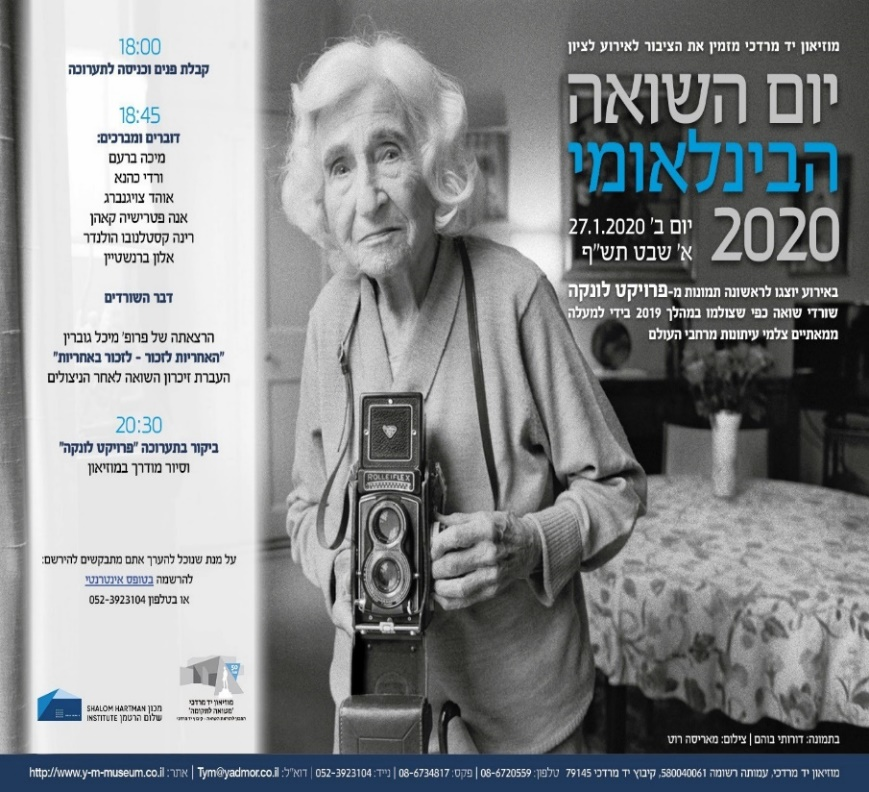 מוזיאון יד מרדכי מזמין את הציבור לאירוע לציון
יום השואה
הבינלאומי
2020
יום ב' 27.1.2020
א' שבט תש"ף
באירוע יוצגו לראשונה תמונות מ-פרויקט לונקה
שורדי שואה כפי שצולמו במהלך 2019 בידי למעלה
ממאתיים צלמי עיתונות מרחבי העולם
18:00
קבלת פנים וכניסה לתערוכה
18:45
דוברים ומברכים:
מיכה ברעם
ורדי כהנא
אוהד צויגנברג
אנה פטרישיה קאהן
רינה קסטלנובו הולנדר
אלון ברנשטיין
דבר השורדים
הרצאתה של פרופ' מיכל גוברין
"האחריות לזכור - לזכור באחריות"
העברת זיכרון השואה לאחר הניצולים
20:30
ביקור בתערוכה "פרויקט לונקה"
וסיור מודרך במוזיאון
על מנת שנוכל להערך אתם מתבקשים להירשם:
להרשמה בטופס אינטרנטי
או בטלפון 052-3923104
ROLLEIFLEX
מוזיאון יד מרדכי
"משואה לתקומה"
SHALOM HARTMAN מכון
INSTITUTE שלום הרטמן
בתמונה: דורותי בוהם | צילום: מאריסה רוט
מוזיאון יד מרדכי, עמותה רשומה 580040061, קיבוץ יד מרדכי 79145 טלפון: 08-6720559 | פקס: 08-6734817 | נייד: 052-3923104 | דוא"ל: Tym@yadmor.co.il | אתר: http://www.y-m-museum.co.il